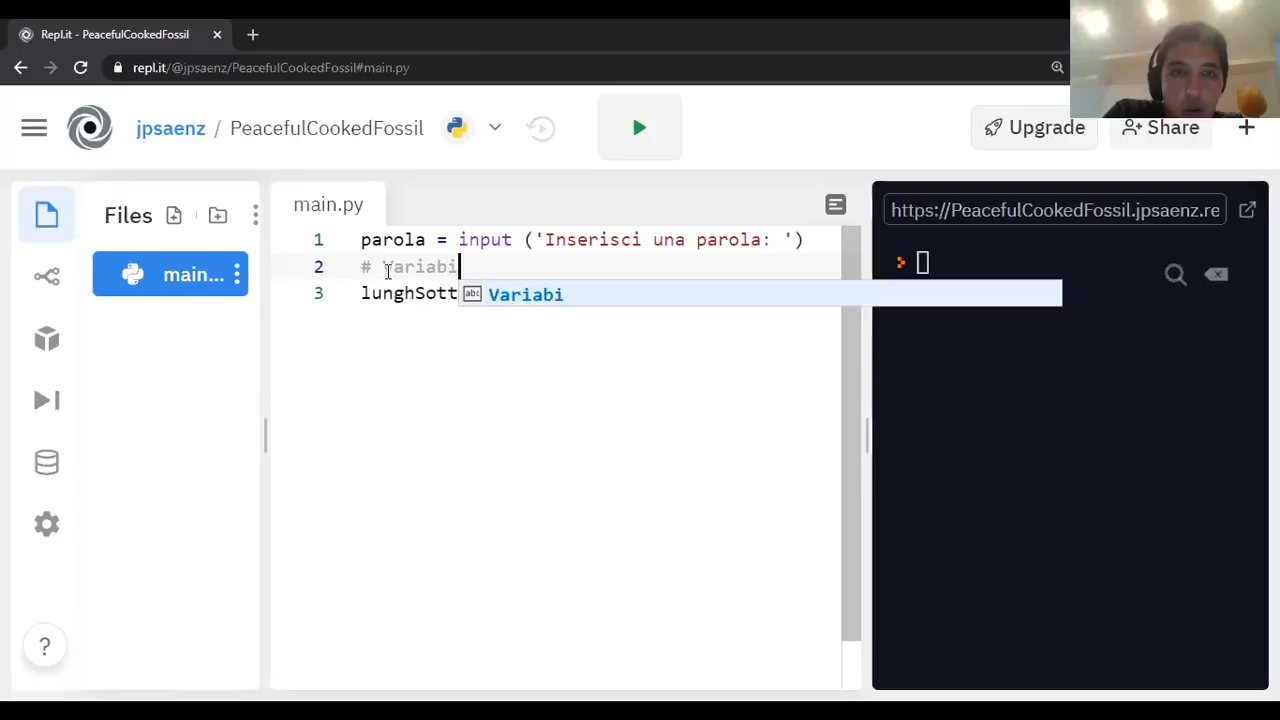 Repl.it - PeacefulCookedFossil
repl.it/@jpsaenz/PeacefulCookedFossil#main.py
jpsaenz / PeacefulCookedFossil
Upgrade
Share
Files
main...
main.py
https://PeacefulCookedFossil.jpsaenz.re
1 parola = input ('Inserisci una parola: ')
2 # Variabi
3 lunghSott
Variabi
?